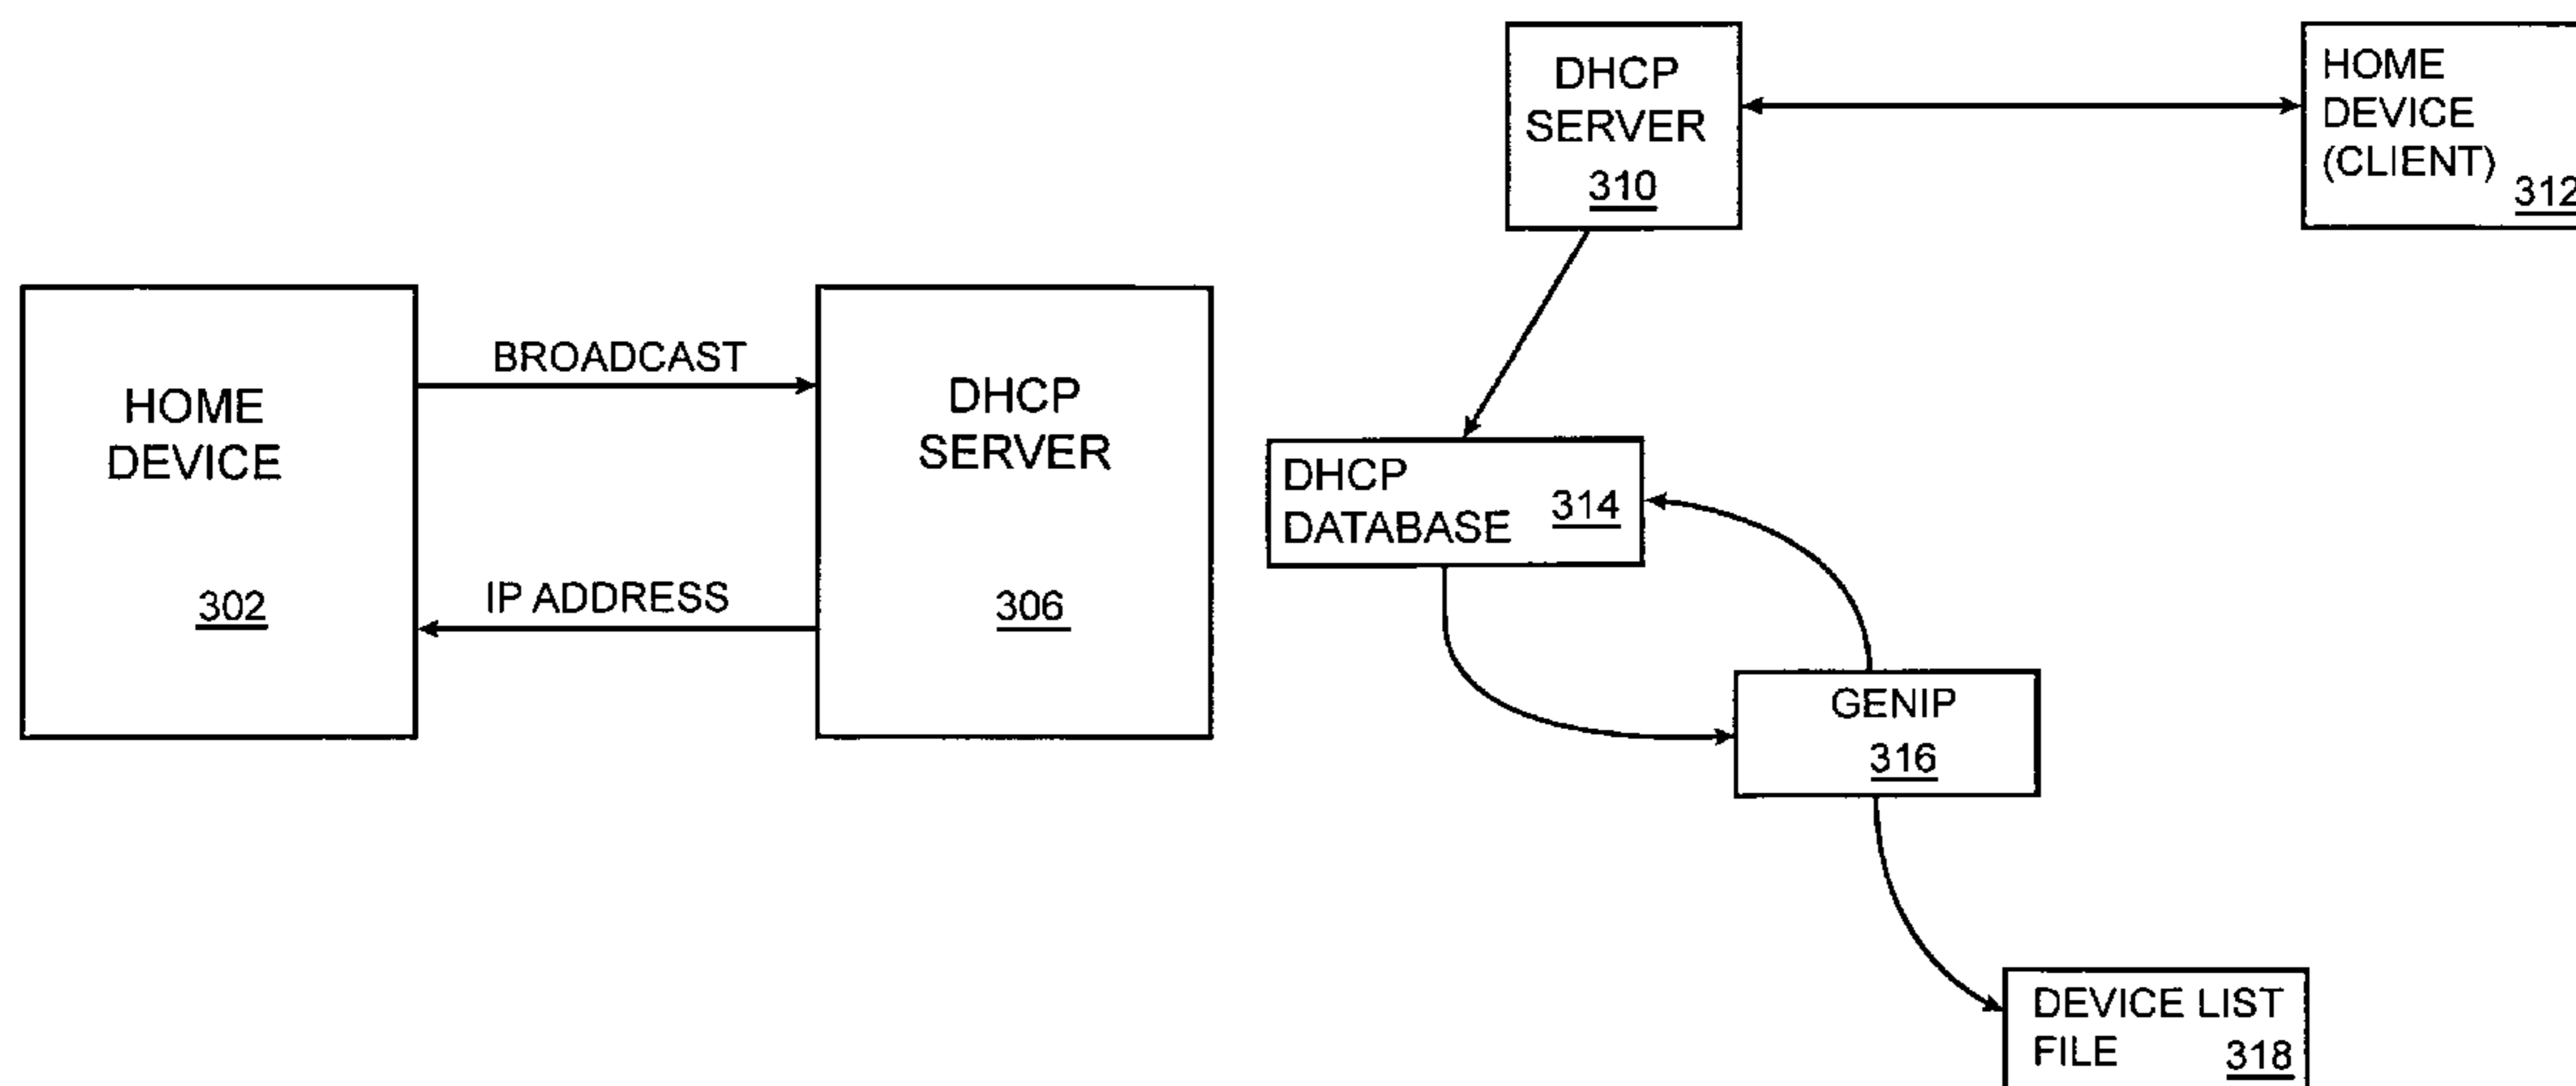 HOME
DEVICE
302
BROADCAST
IP ADDRESS
DHCP
SERVER
306
DHCP
SERVER
310
HOME
DEVICE
(CLIENT)
312
DHCP
DATABASE
314
GENIP
316
DEVICE LIST
FILE
318